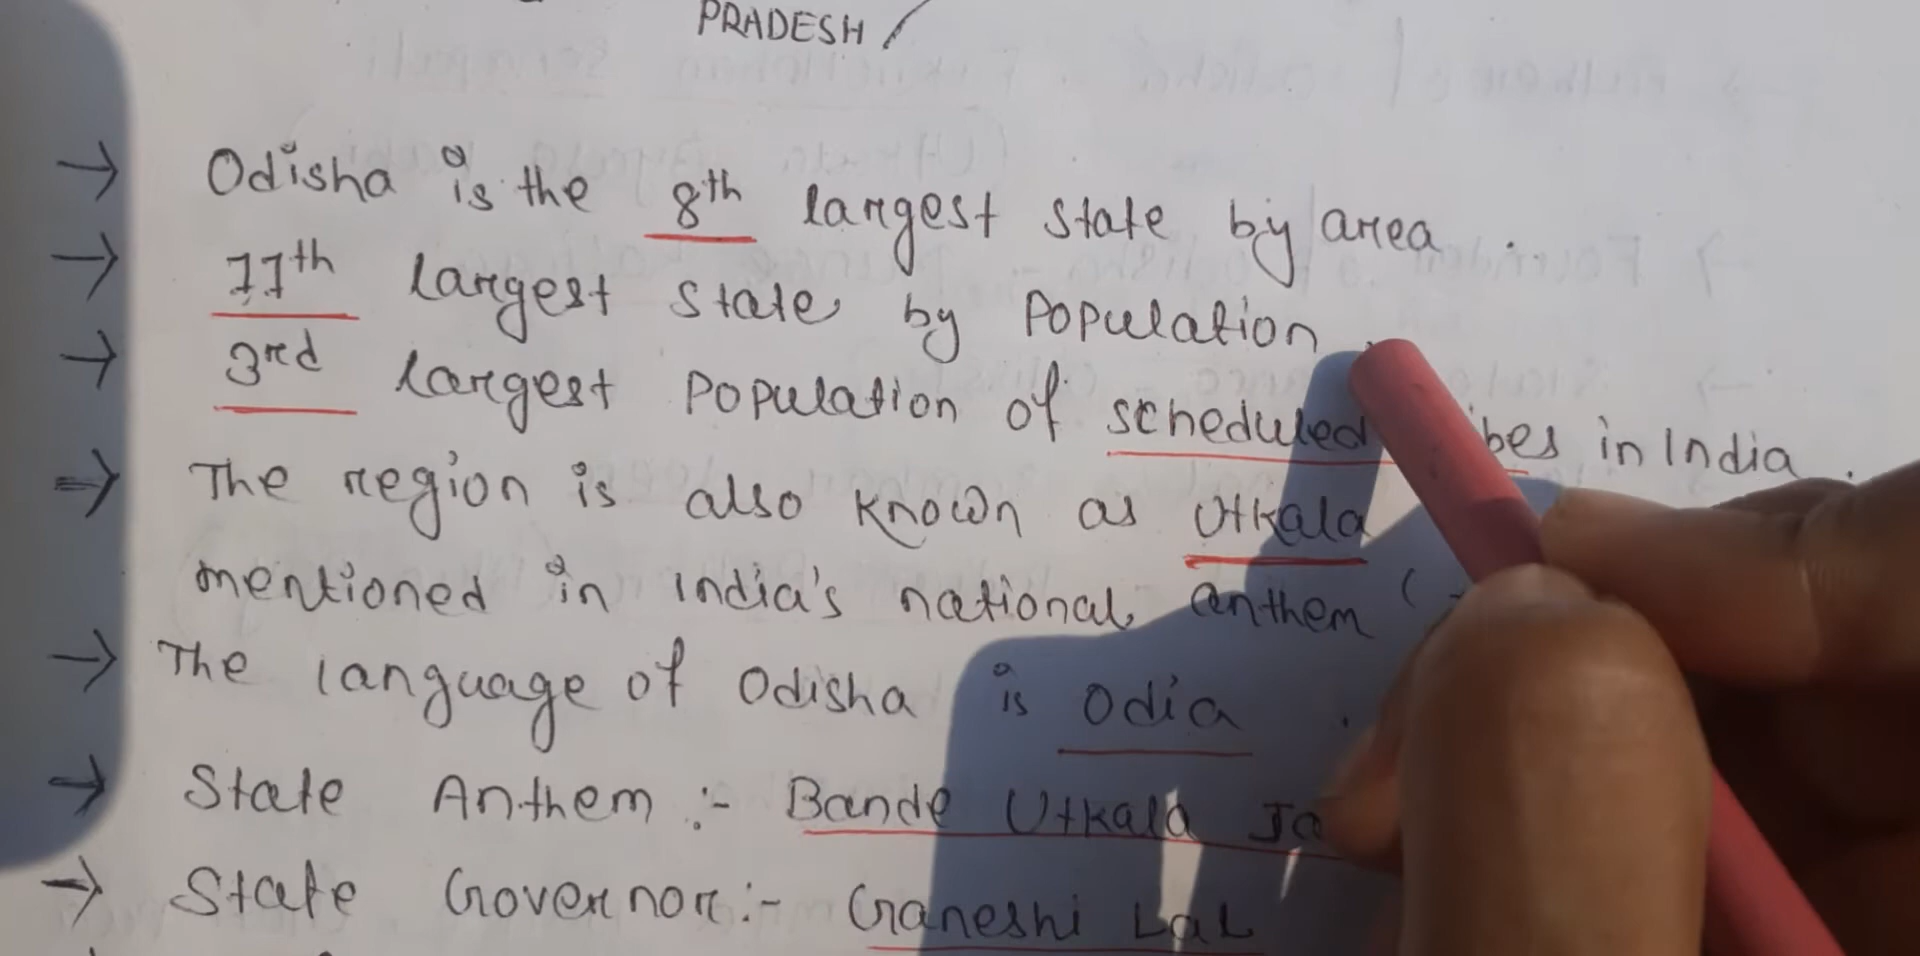 PRADESH /
→ Odisha is the 8th largest state by area .
→ 11th largest state by Population .
→ 3rd largest Population of scheduled in India .
⇒ The region is also known as Utkala
mentioned in India's national anthem (
→ The language of Odisha is Odia .
→ State Anthem :- Bande Utkala
→ State Governor :- Ganeshi Lal